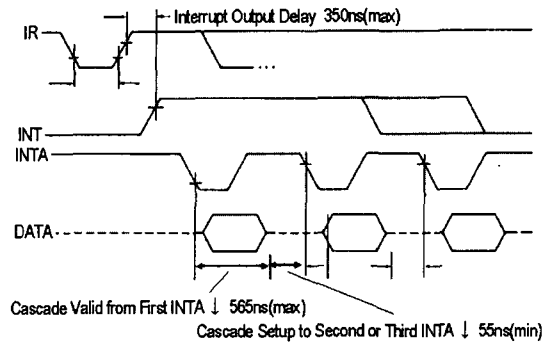 Interrupt Output Delay 350ns(max)
IR
...
INT
INTA
DATA
Cascade Valid from First INTA ↓ 565ns(max)
Cascade Setup to Second or Third INTA ↓ 55ns(min)